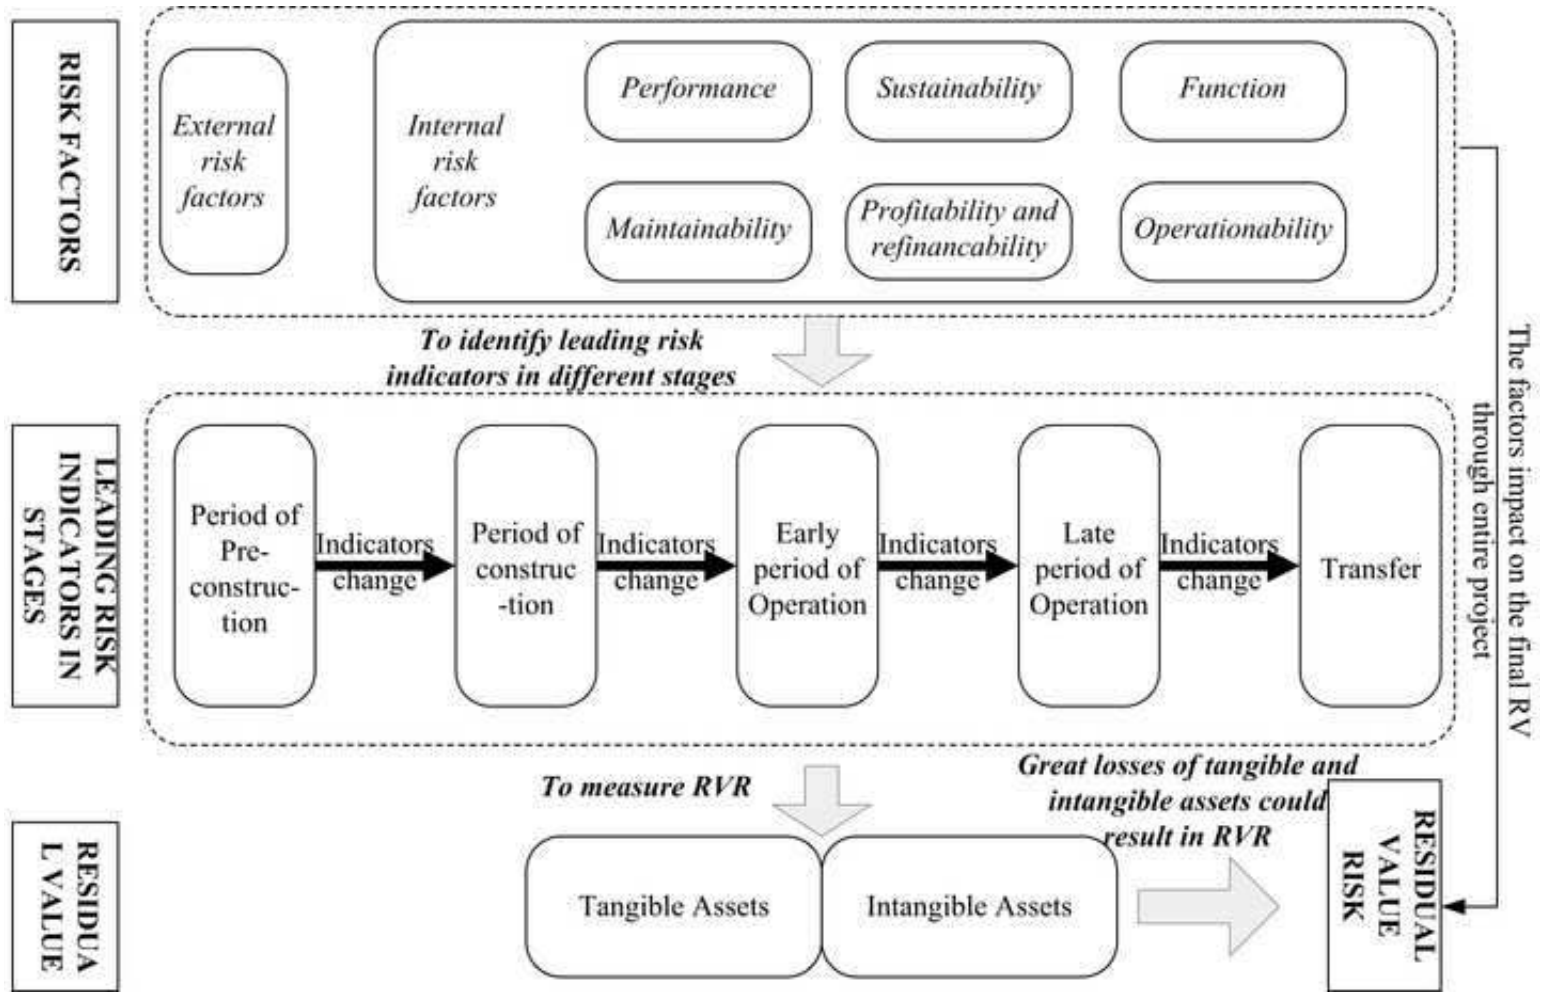 RISK FACTORS
External
risk
factors
Internal
risk
factors
Performance
Sustainability
Function
Maintainability
Profitability and
refinancability
Operationability
To identify leading risk
indicators in different stages
The factors impact on the final RV
through entire project
LEADING RISK
INDICATORS IN
STAGES
Period of
Pre-
construc-
tion
Indicators
change
Period of
construc
-tion
Indicators
change
Early
period of
Operation
Indicators
change
Late
period of
Operation
Indicators
change
Transfer
To measure RVR
Great losses of tangible and
intangible assets could
result in RVR
RESIDUA
L VALUE
Tangible Assets
Intangible Assets
RESIDUAL
VALUE
RISK